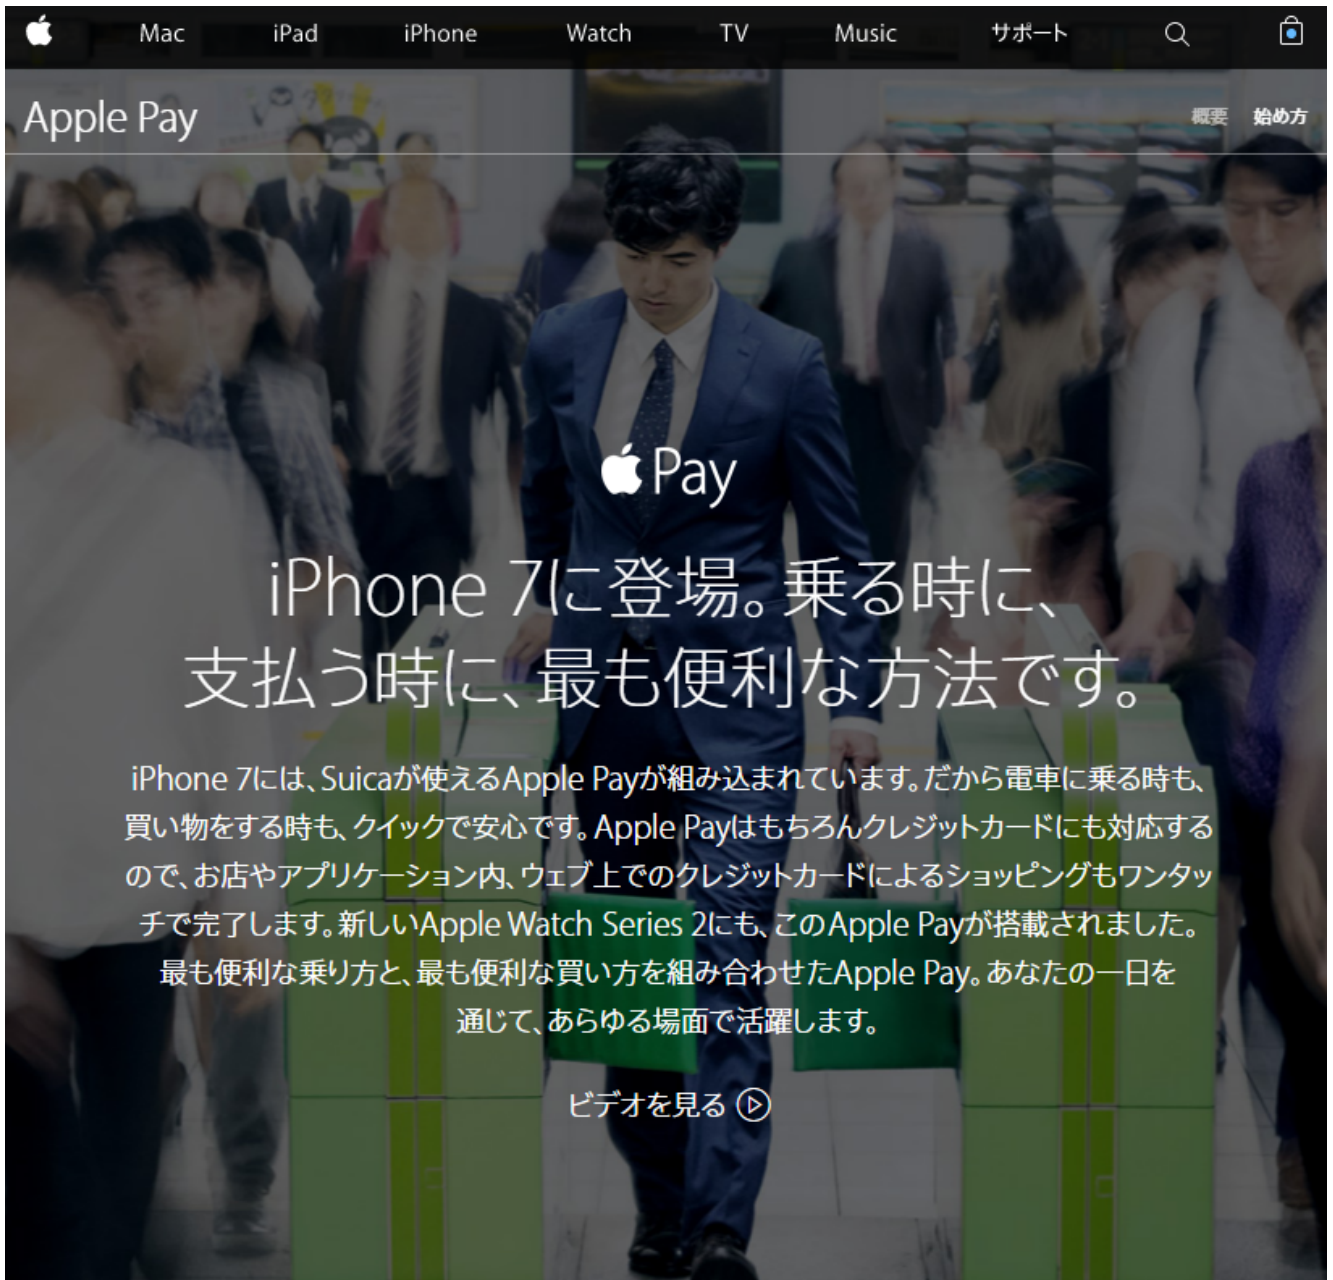 Mac iPad iPhone Watch TV Music サポート
Apple Pay 概要 始め方
Pay
iPhone 7に登場。乗る時に、
支払う時に、最も便利な方法です。
iPhone 7には、Suicaが使えるApple Payが組み込まれています。だから電車に乗る時も、
買い物をする時も、クイックで安心です。Apple Payはもちろんクレジットカードにも対応する
ので、お店やアプリケーション内、ウェブ上でのクレジットカードによるショッピングもワンタッ
チで完了します。新しいApple Watch Series 2にも、このApple Payが搭載されました。
最も便利な乗り方と、最も便利な買い方を組み合わせたApple Pay。あなたの一日を
通じて、あらゆる場面で活躍します。
ビデオを見る